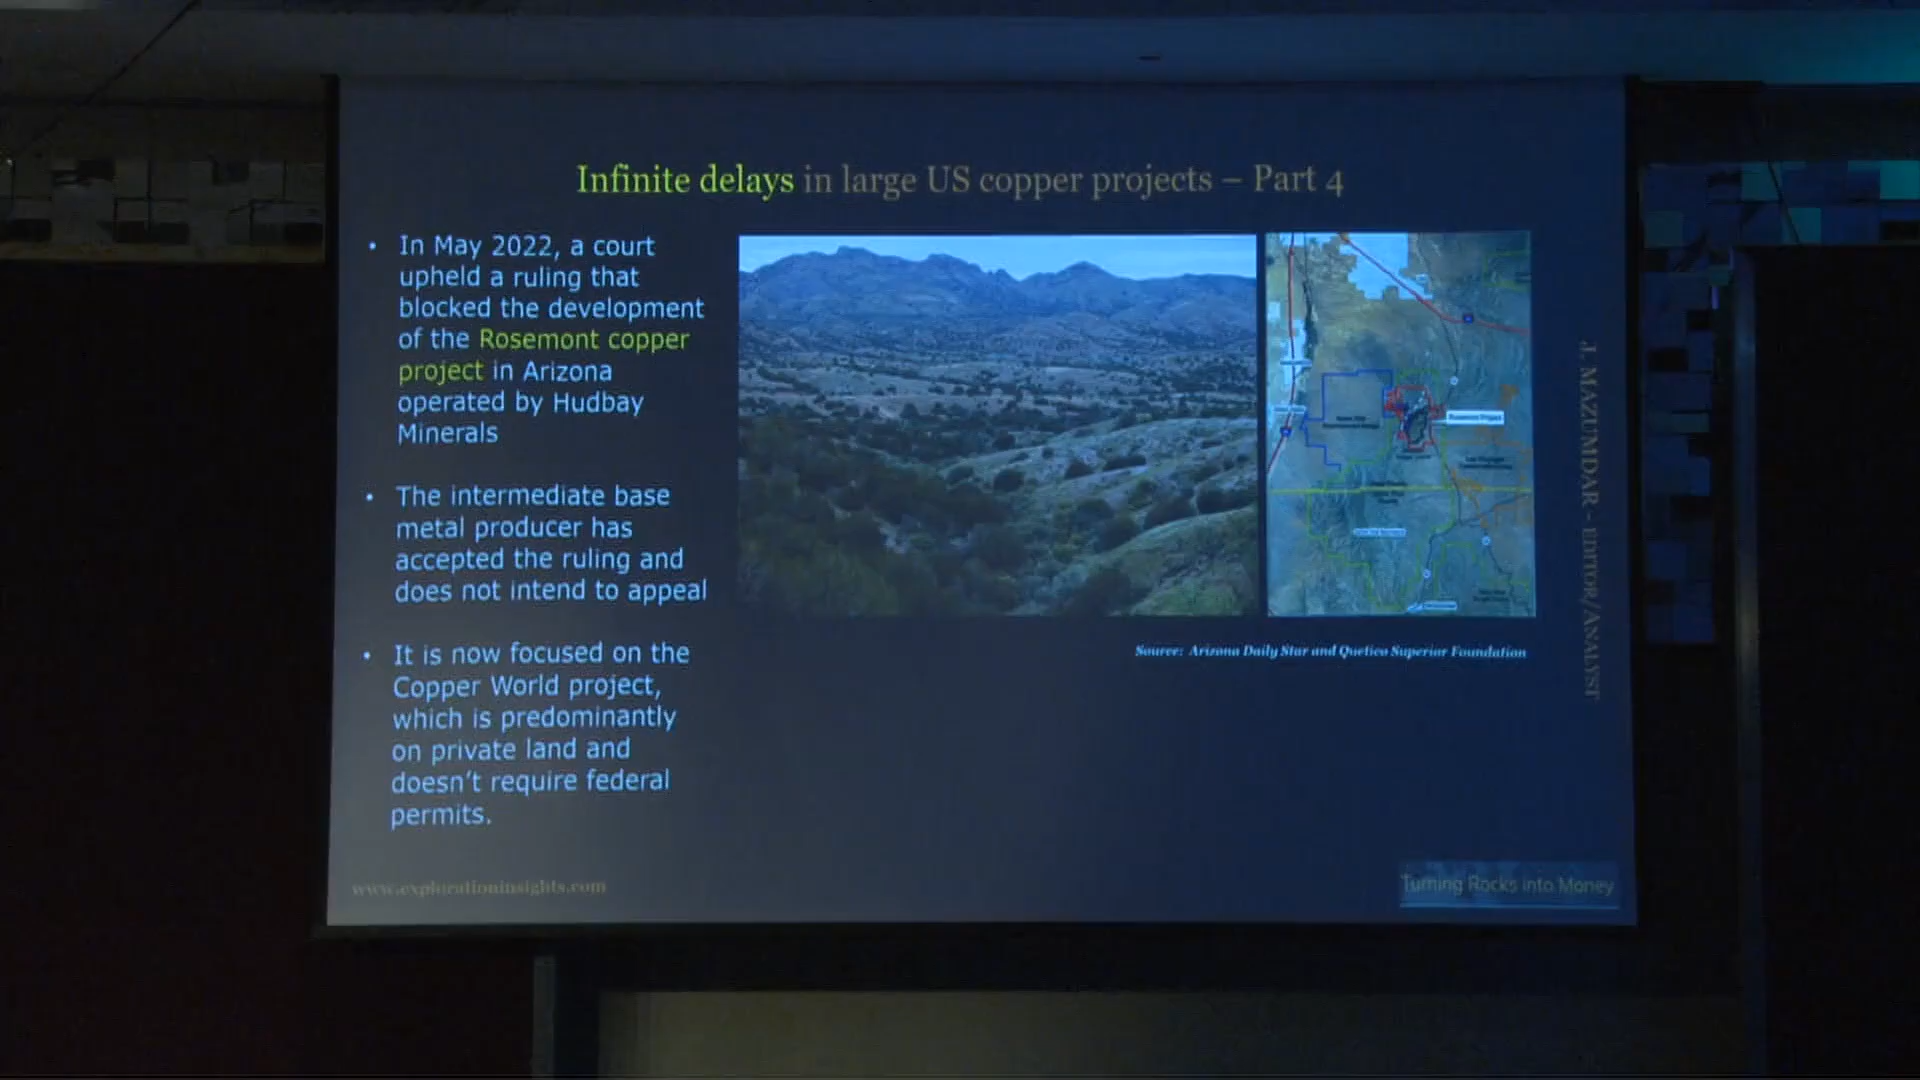 Infinite delays in large US copper projects – Part 4
• In May 2022, a court
upheld a ruling that
blocked the development
of the Rosemont copper
project in Arizona
operated by Hudbay
Minerals
• The intermediate base
metal producer has
accepted the ruling and
does not intend to appeal
• It is now focused on the
Copper World project,
which is predominantly
on private land and
doesn't require federal
permits.
Rosemont Project
Source: Arizona Daily Star and Quetico Superior Foundation
J. MAZUMDAR - EDITOR/ANALYST
www.explorationinsights.com
Turning Rocks into Money